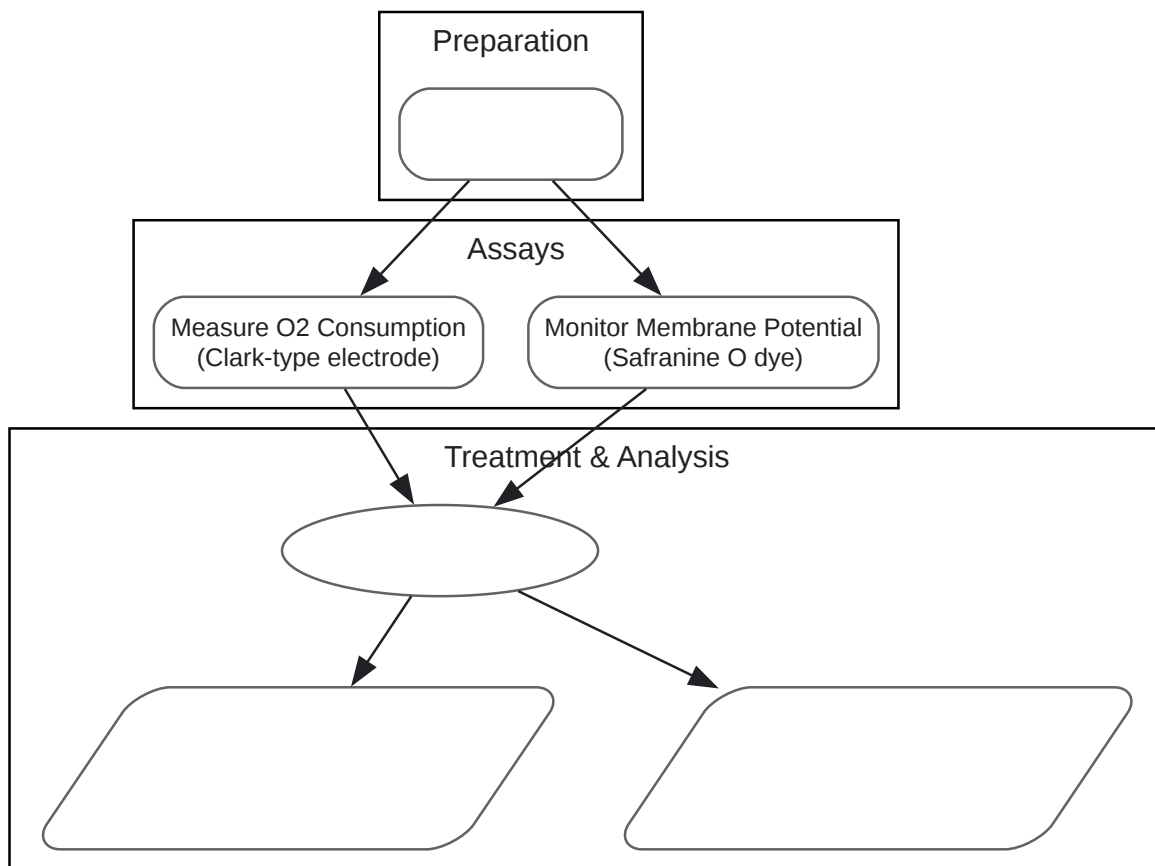 Preparation
Assays
Measure O2 Consumption
(Clark-type electrode)
Monitor Membrane Potential
(Safranine O dye)
Treatment & Analysis